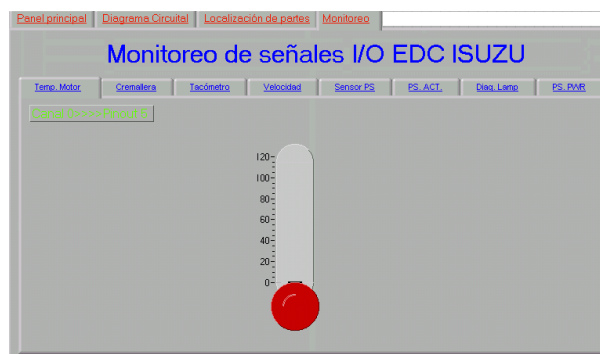 Panel principal Diagrama Circuital Localización de partes Monitoreo
Monitoreo de señales I/O EDC ISUZU
Temp. Motor Cremallera Tacómetro Velocidad Sensor PS PS. ACT. Diag. Lamp PS. PWR
120
100
80
60
40
20
0